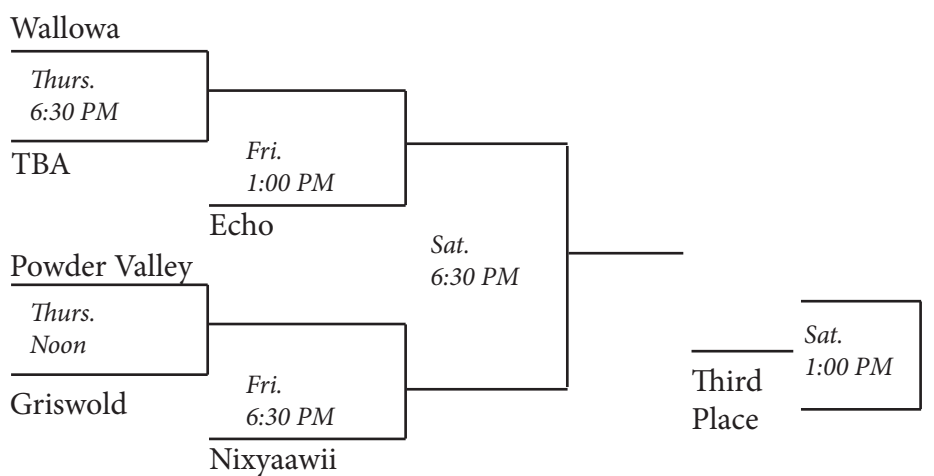 Wallowa
Thurs.
6:30 PM
TBA
Fri.
1:00 PM
Echo
Sat.
6:30 PM
Powder Valley
Thurs.
Noon
Griswold
Fri.
6:30 PM
Nixyaawii
Third
Place
Sat.
1:00 PM